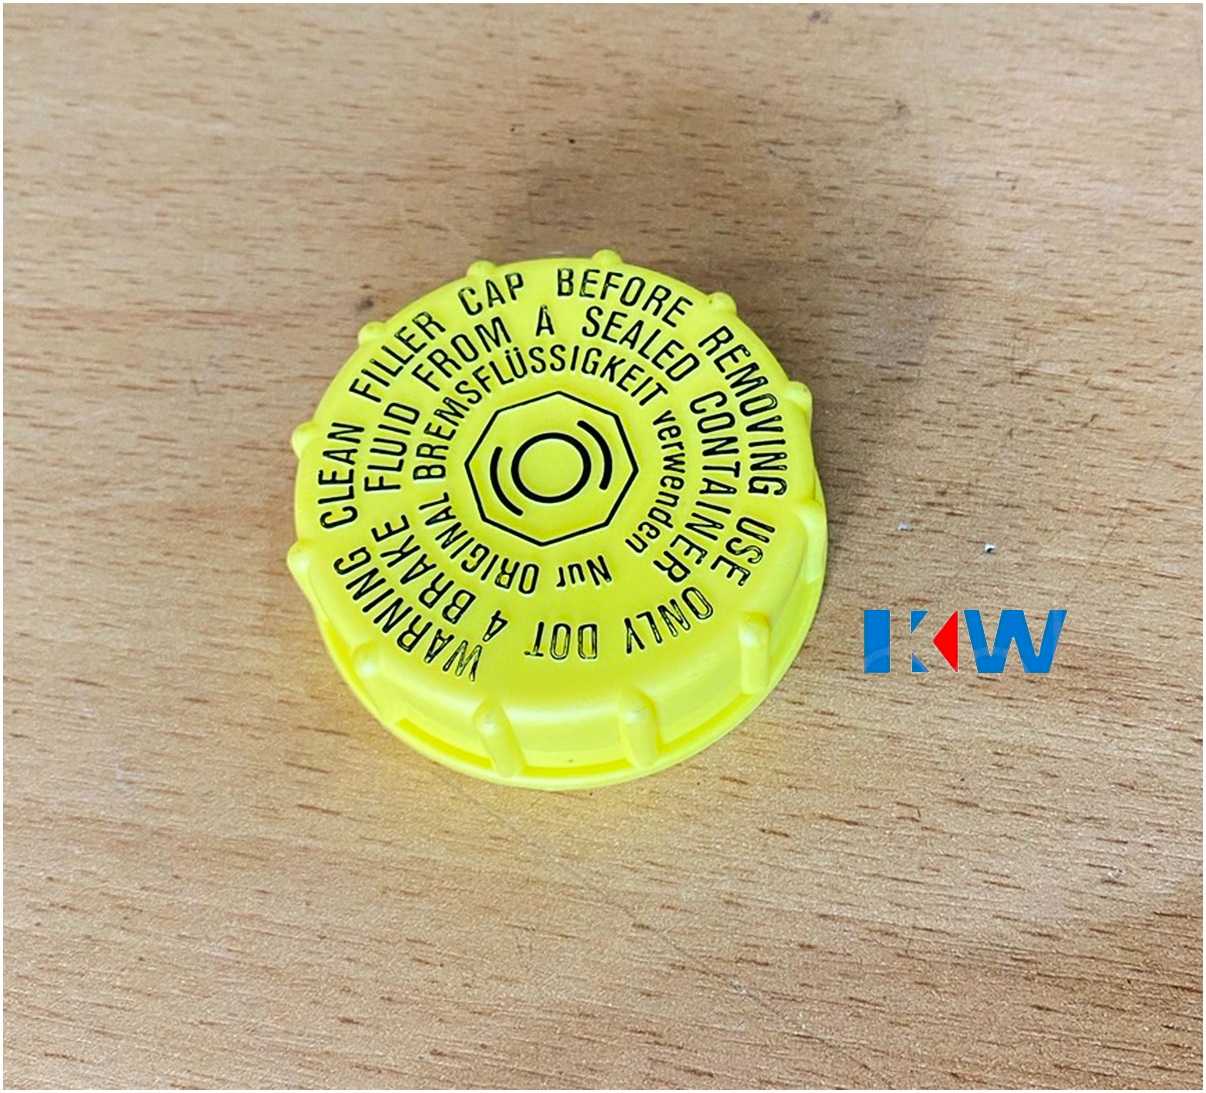 WARNING CLEAN FILLER CAP BEFORE REMOVING USE
ONLY DOT 4 BRAKE FLUID FROM A SEALED CONTAINER
Nur ORIGINAL BREMSFLÜSSIGKEIT verwenden
KW